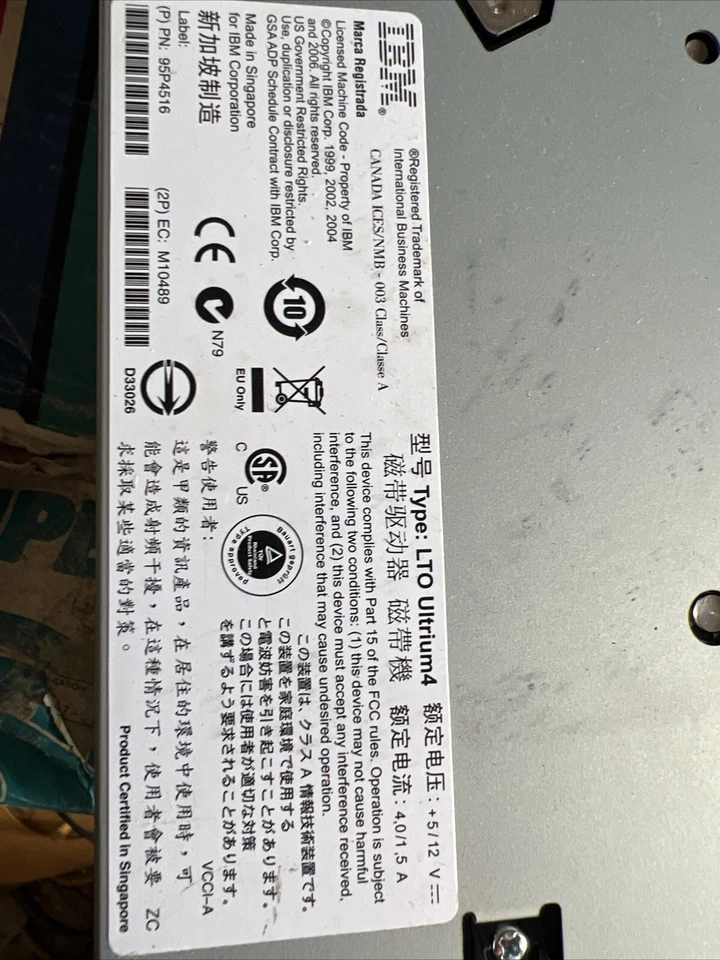 IBM®
®Registered Trademark of
International Business Machines
Marca Registrada
CANADA ICES/NMB - 003 Class/Classe A
Licensed Machine Code - Property of IBM
©Copyright IBM Corp. 1999, 2002, 2004
and 2006. All rights reserved.
US Government Restricted Rights.
Use, duplication or disclosure restricted by
GSA ADP Schedule Contract with IBM Corp.
Made in Singapore
for IBM Corporation
新加坡制造
Label:
(P) PN: 95P4516
(2P) EC: M10489
D33026
10
CE
N79
EU Only
型号 Type: LTO Ultrium4 额定电压: +5/12 V
磁带驱动器 磁帶機 额定电流: 4,0/1,5 A
This device complies with Part 15 of the FCC rules. Operation is subject
to the following two conditions: (1) this device may not cause harmful
interference, and (2) this device must accept any interference received,
including interference that may cause undesired operation.
SA®
C US
Bauart geprüft
TÜV
Rheinland
Product Safety
Type approved
この装置は、クラス A 情報技術装置です。
この装置を家庭環境で使用する
と電波妨害を引き起こすことがあります。
この場合には使用者が適切な対策
を講ずるよう要求されることがあります。
VCCI-A
警告使用者:
這是甲類的資訊產品，在居住的環境中使用時，可
能會造成射頻干擾，在這種情況下，使用者會被要
求採取某些適當的對策。
ZC
Product Certified in Singapore